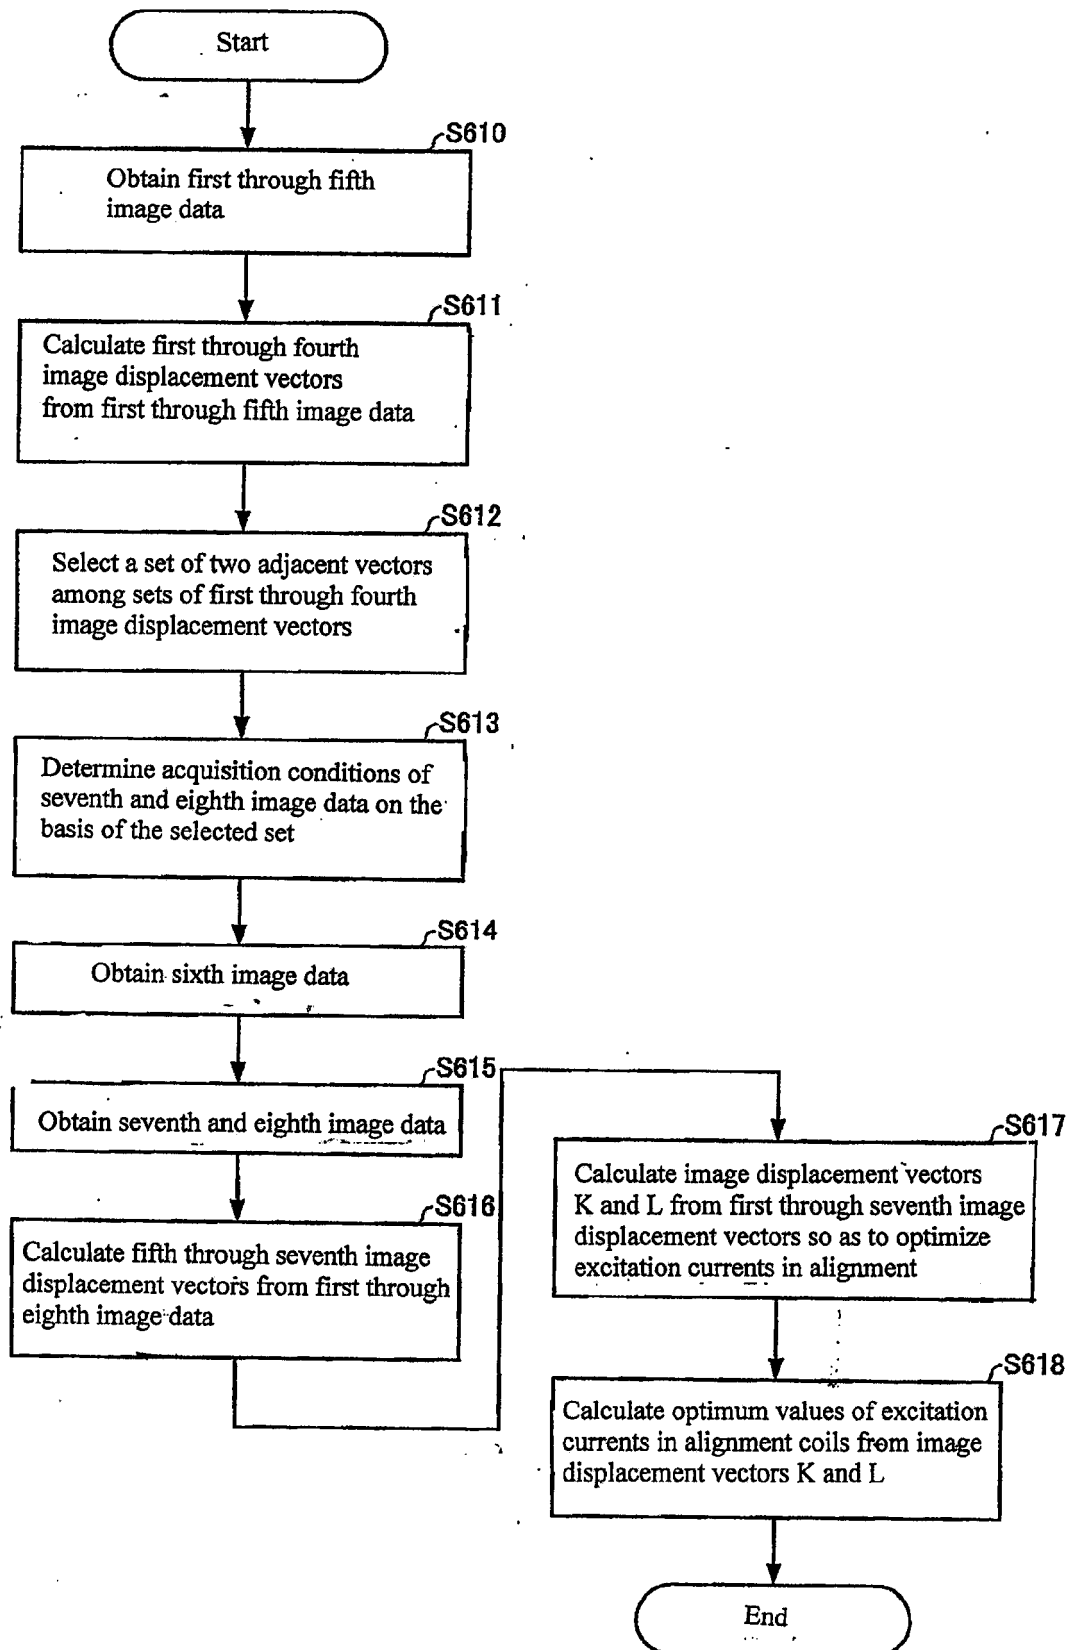 Start
S610
Obtain first through fifth
image data
S611
Calculate first through fourth
image displacement vectors
from first through fifth image data
S612
Select a set of two adjacent vectors
among sets of first through fourth
image displacement vectors
S613
Determine acquisition conditions of
seventh and eighth image data on the
basis of the selected set
S614
Obtain sixth image data
S615
Obtain seventh and eighth image data
S616
Calculate fifth through seventh image
displacement vectors from first through
eighth image data
S617
Calculate image displacement vectors
K and L from first through seventh image
displacement vectors so as to optimize
excitation currents in alignment
S618
Calculate optimum values of excitation
currents in alignment coils from image
displacement vectors K and L
End